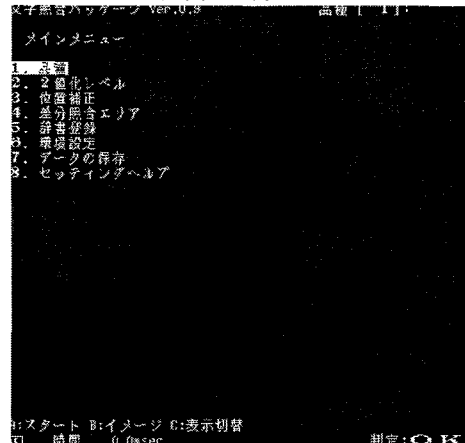 文字照合パッケージ Ver.0.9 品種 [ 1]:
メインメニュー
1. 品種
2. 2値化レベル
3. 位置補正
4. 差分照合エリア
5. 辞書登録
6. 環境設定
7. データの保存
8. セッティングヘルプ
A:スタート B:イメージ C:表示切替
時間 0.0msec 判定:OK